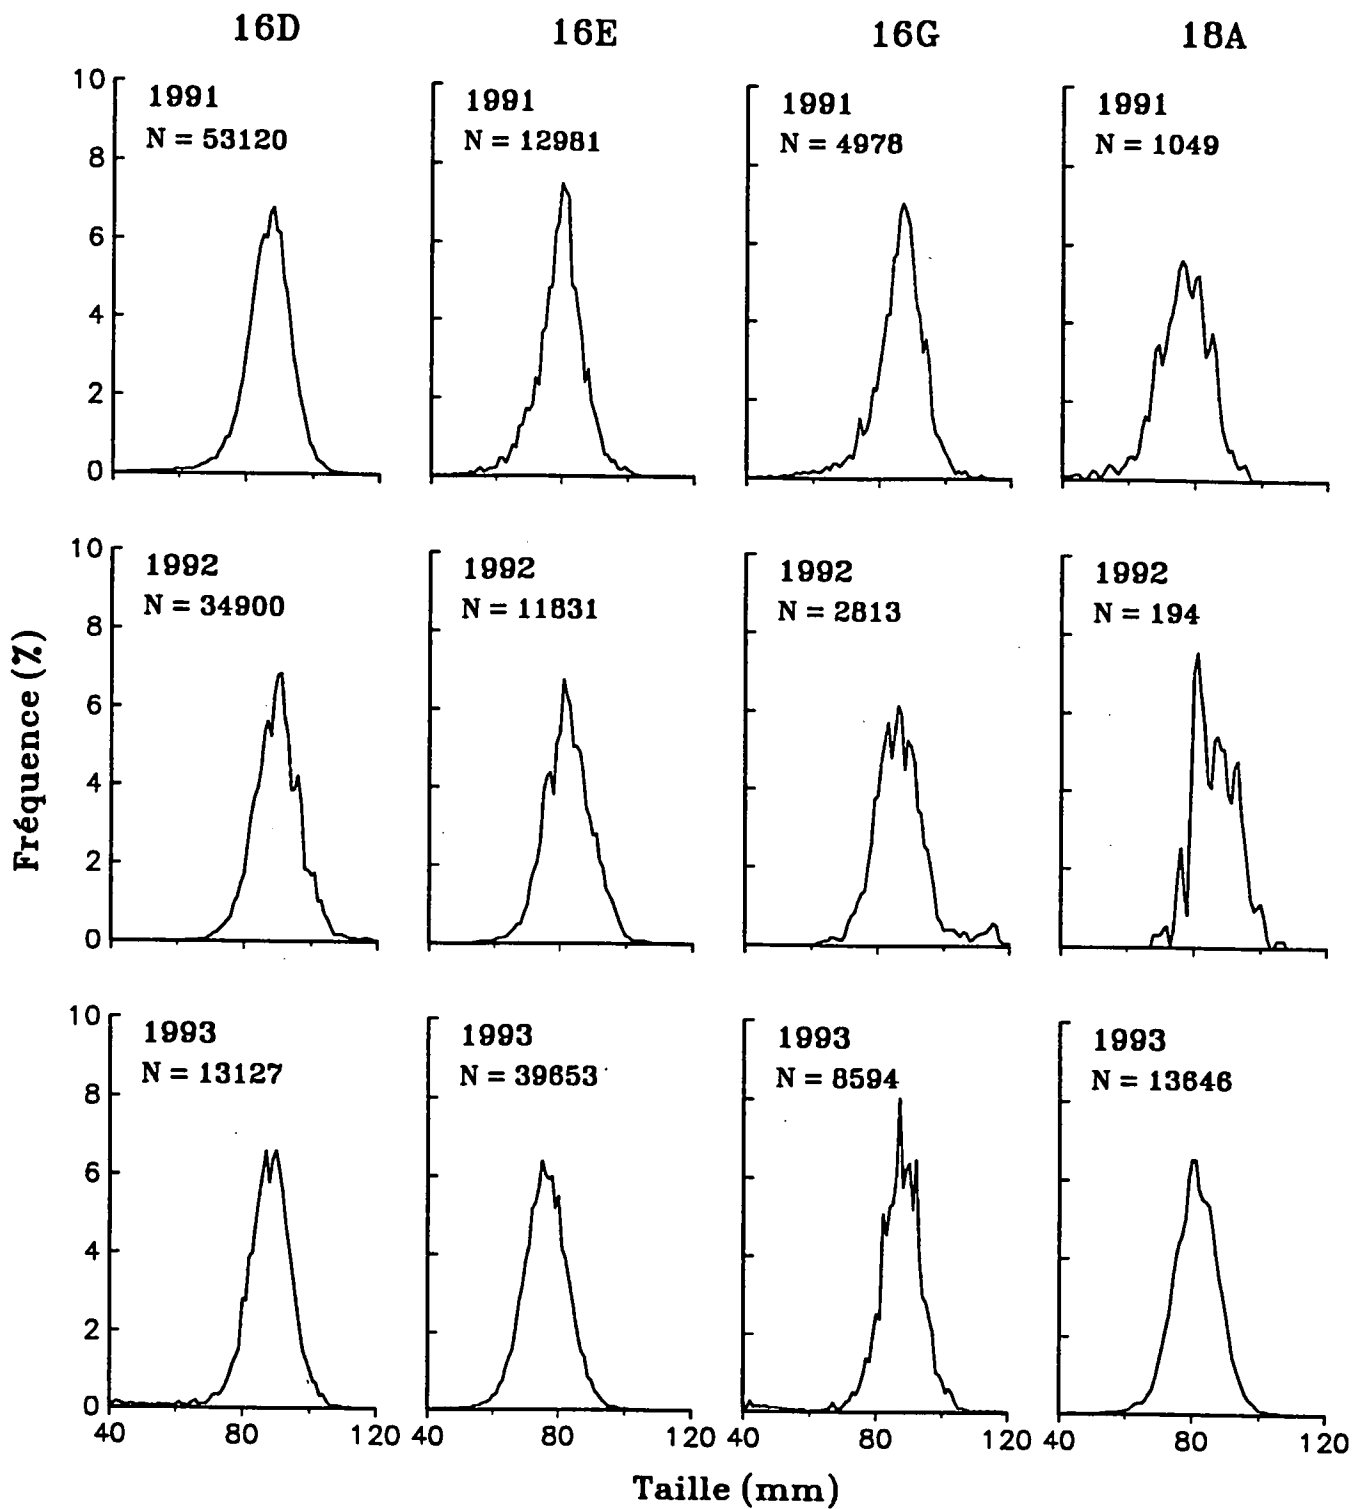 16D 16E 16G 18A
10 8 6 4 2 0
1991
N = 53120
1991
N = 12981
1991
N = 4978
1991
N = 1049
10 8 6 4 2 0
1992
N = 34900
1992
N = 11831
1992
N = 2813
1992
N = 194
Fréquence (%)
10 8 6 4 2 0
1993
N = 13127
1993
N = 39653
1993
N = 8594
1993
N = 13646
40 80 120 40 80 120 40 80 120 40 80 120
Taille (mm)